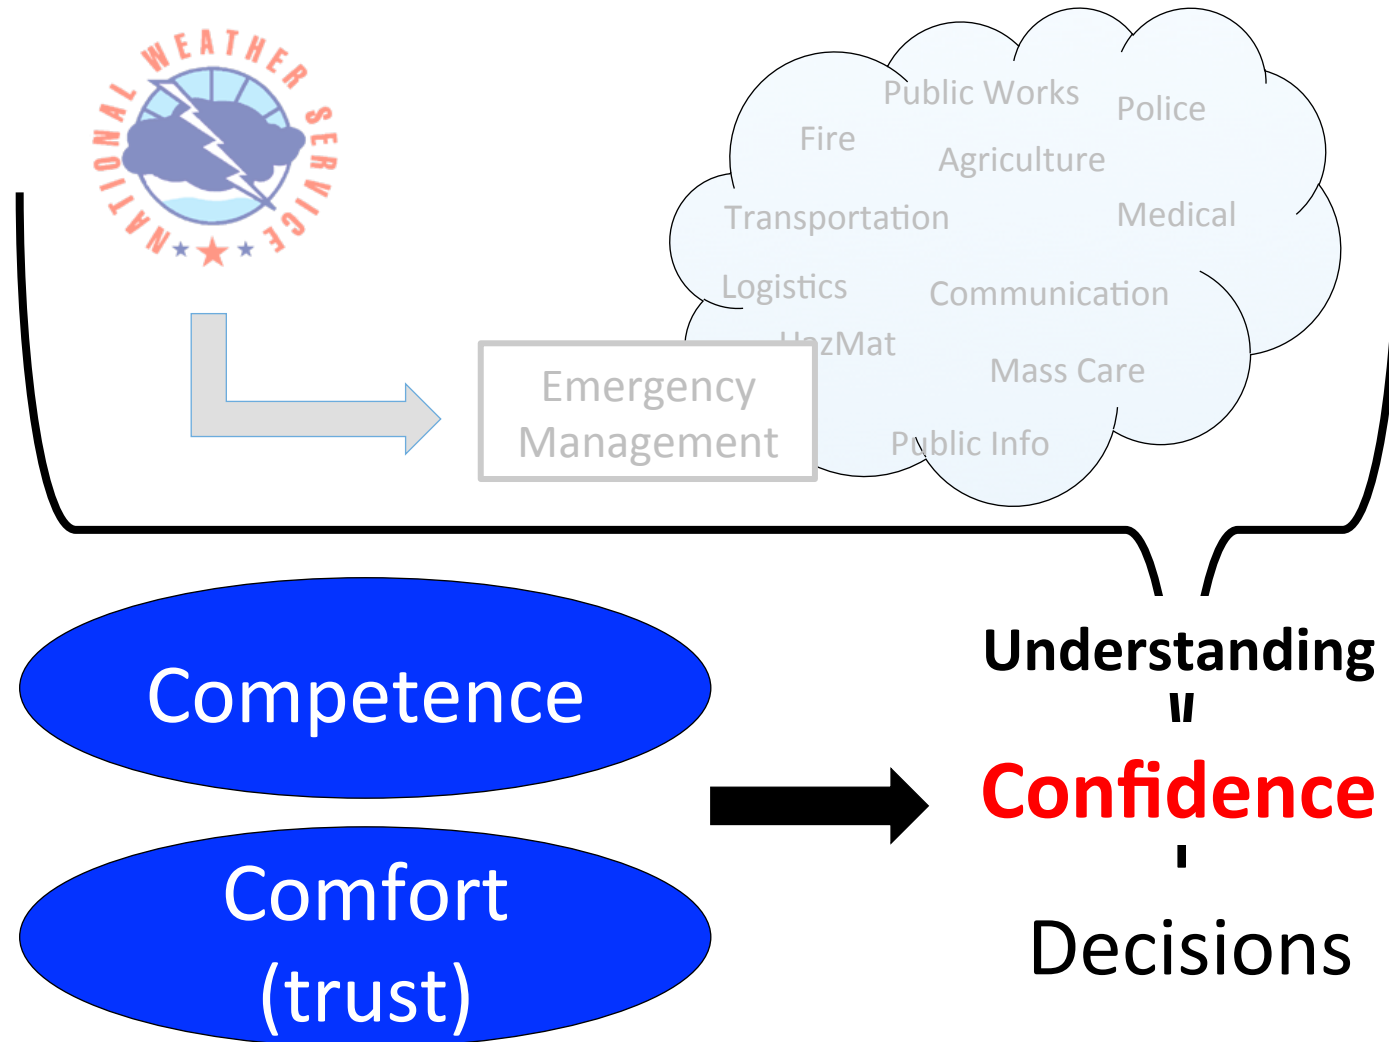 NATIONAL WEATHER SERVICE
Public Works
Police
Fire
Agriculture
Transportation
Medical
Logistics
Communication
HazMat
Mass Care
Emergency
Management
Public Info
Understanding
Competence
Confidence
Comfort
(trust)
Decisions